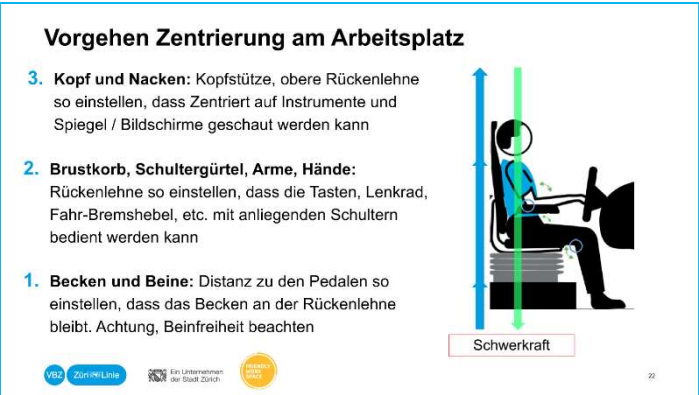 Vorgehen Zentrierung am Arbeitsplatz
3. Kopf und Nacken: Kopfstütze, obere Rückenlehne
so einstellen, dass Zentriert auf Instrumente und
Spiegel / Bildschirme geschaut werden kann
2. Brustkorb, Schultergürtel, Arme, Hände:
Rückenlehne so einstellen, dass die Tasten, Lenkrad,
Fahr-Bremshebel, etc. mit anliegenden Schultern
bedient werden kann
1. Becken und Beine: Distanz zu den Pedalen so
einstellen, dass das Becken an der Rückenlehne
bleibt. Achtung, Beinfreiheit beachten
Schwerkraft
VBZ Züri Linie
Ein Unternehmen
der Stadt Zürich
FRIENDLY
WORK
SPACE
22